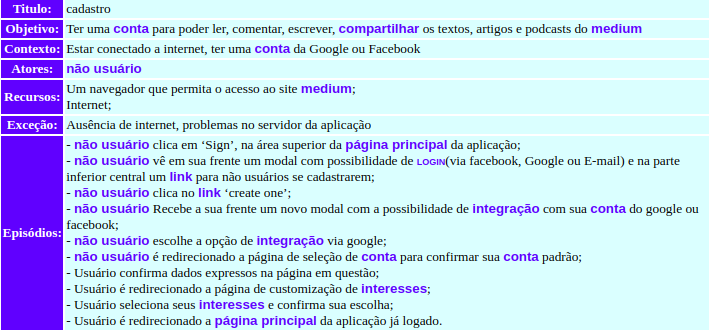 Titulo: cadastro
Objetivo: Ter uma conta para poder ler, comentar, escrever, compartilhar os textos, artigos e podcasts do medium
Contexto: Estar conectado a internet, ter uma conta da Google ou Facebook
Atores: não usuário
Recursos: Um navegador que permita o acesso ao site medium;
Internet;
Exceção: Ausência de internet, problemas no servidor da aplicação
Episódios:
- não usuário clica em ‘Sign’, na área superior da página principal da aplicação;
- não usuário vê em sua frente um modal com possibilidade de LOGIN(via facebook, Google ou E-mail) e na parte
inferior central um link para não usuários se cadastrarem;
- não usuário clica no link ‘create one’;
- não usuário Recebe a sua frente um novo modal com a possibilidade de integração com sua conta do google ou
facebook;
- não usuário escolhe a opção de integração via google;
- não usuário é redirecionado a página de seleção de conta para confirmar sua conta padrão;
- Usuário confirma dados expressos na página em questão;
- Usuário é redirecionado a página de customização de interesses;
- Usuário seleciona seus interesses e confirma sua escolha;
- Usuário é redirecionado a página principal da aplicação já logado.